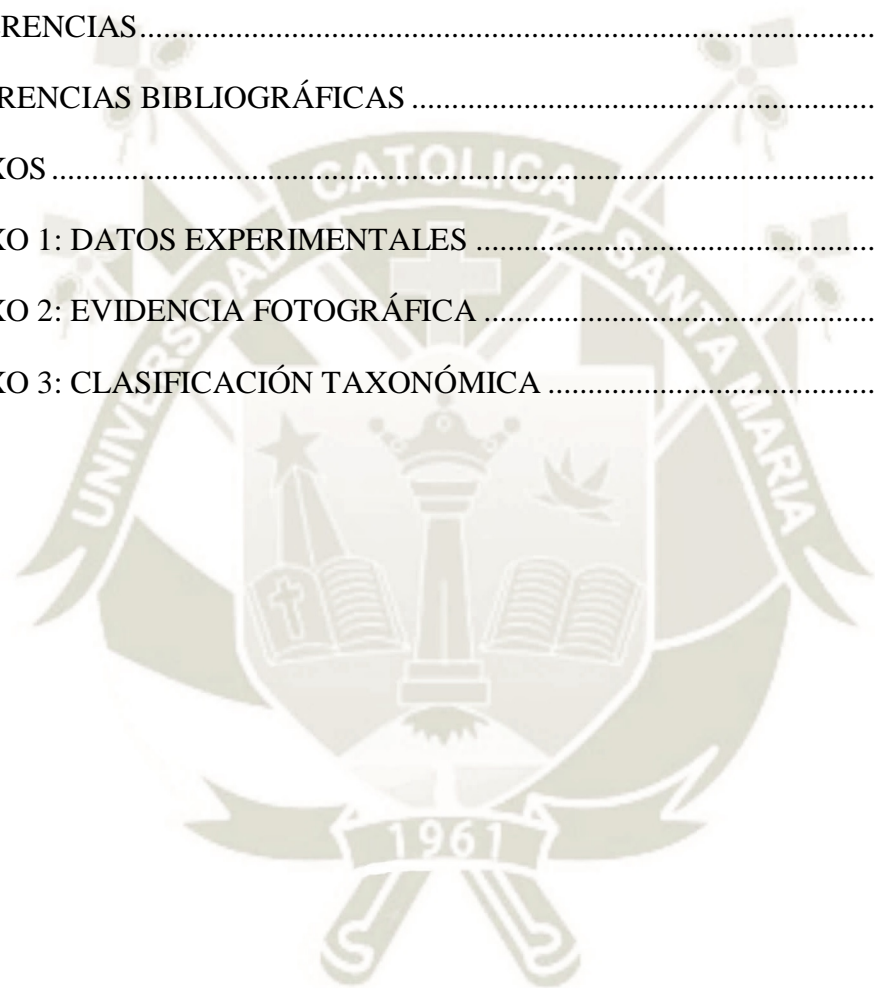 ERENCIAS........................................................................................
RENCIAS BIBLIOGRÁFICAS ........................................................
XOS ....................................................................................................
XO 1: DATOS EXPERIMENTALES ................................................
XO 2: EVIDENCIA FOTOGRÁFICA ...............................................
XO 3: CLASIFICACIÓN TAXONÓMICA .......................................
UNIVERSIDAD CATOLICA SANTA MARIA
1961